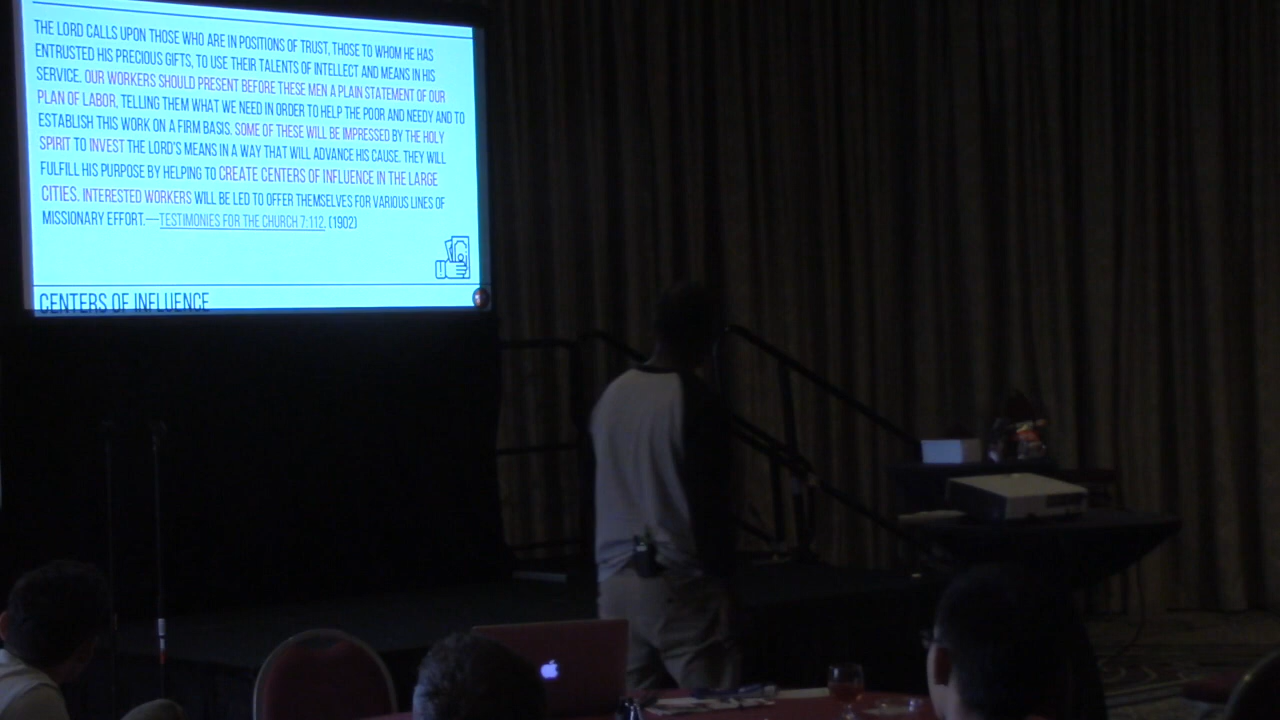 THE LORD CALLS UPON THOSE WHO ARE IN POSITIONS OF TRUST, THOSE TO WHOM HE HAS
ENTRUSTED HIS PRECIOUS GIFTS, TO USE THEIR TALENTS OF INTELLECT AND MEANS IN HIS
SERVICE. OUR WORKERS SHOULD PRESENT BEFORE THESE MEN A PLAIN STATEMENT OF OUR
PLAN OF LABOR, TELLING THEM WHAT WE NEED IN ORDER TO HELP THE POOR AND NEEDY AND TO
ESTABLISH THIS WORK ON A FIRM BASIS. SOME OF THESE WILL BE IMPRESSED BY THE HOLY
SPIRIT TO INVEST THE LORD'S MEANS IN A WAY THAT WILL ADVANCE HIS CAUSE. THEY WILL
FULFILL HIS PURPOSE BY HELPING TO CREATE CENTERS OF INFLUENCE IN THE LARGE
CITIES. INTERESTED WORKERS WILL BE LED TO OFFER THEMSELVES FOR VARIOUS LINES OF
MISSIONARY EFFORT.—TESTIMONIES FOR THE CHURCH 7:112. (1902)
CENTERS OF INFLUENCE